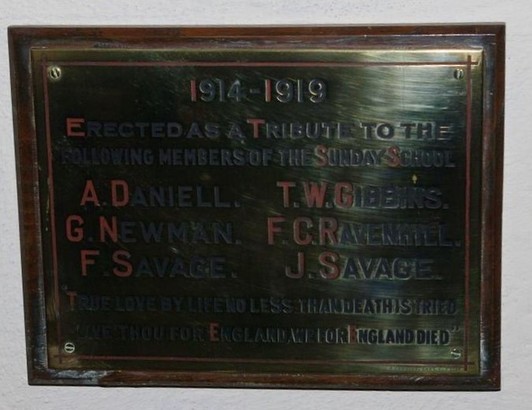 1914-1919
ERECTED AS A TRIBUTE TO THE
FOLLOWING MEMBERS OF THE SUNDAY SCHOOL
A. DANIELL. T. W. GIBBINS.
G. NEWMAN. F. C. RAVENHILL.
F. SAVAGE. J. SAVAGE.
"TRUE LOVE BY LIFE NO LESS THAN DEATH IS TRIED
LIVE THOU FOR ENGLAND, WE FOR ENGLAND DIED"